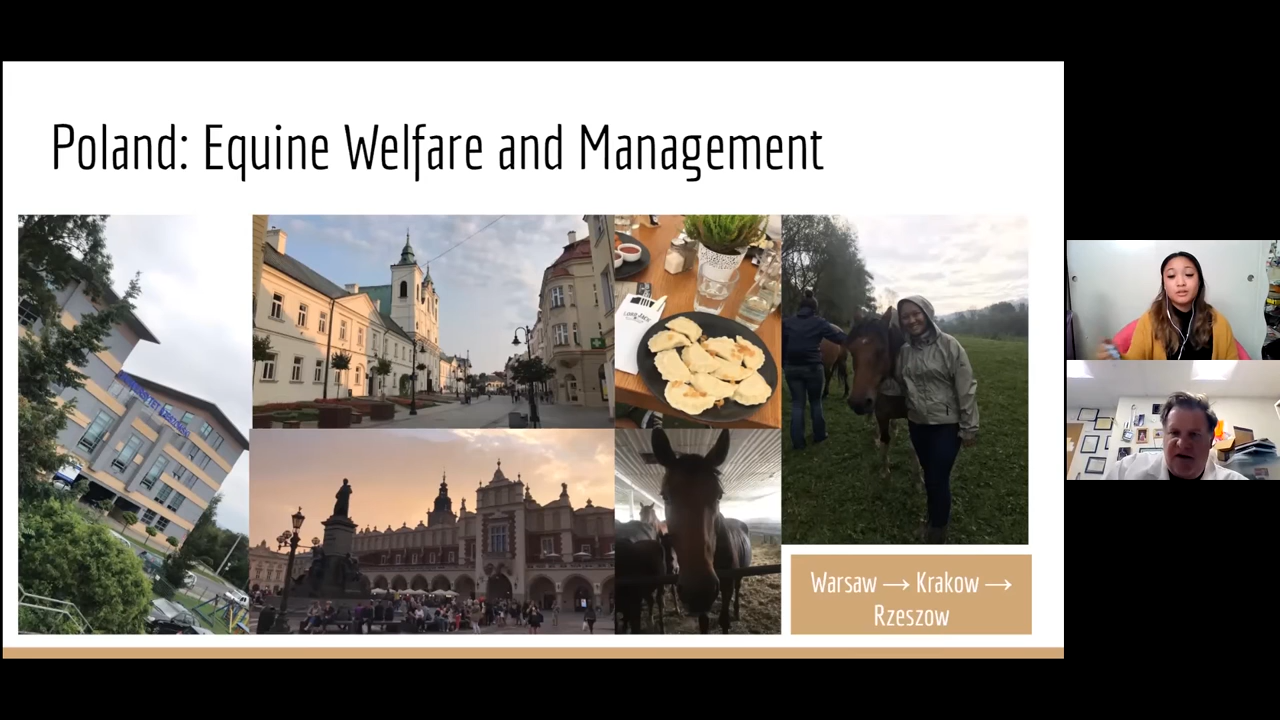 Poland: Equine Welfare and Management
Warsaw → Krakow →
Rzeszow